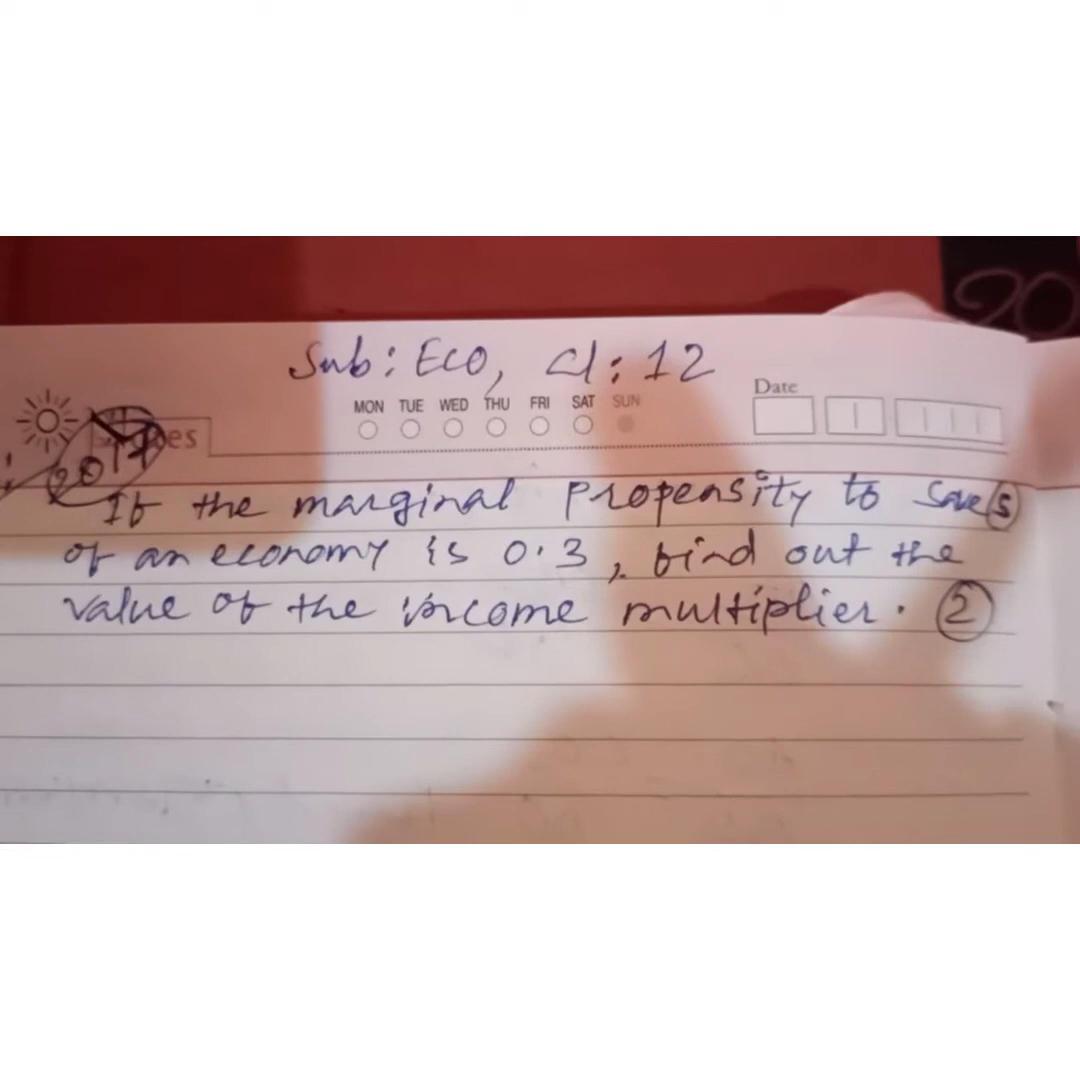 20
Sub: Eco, Cl: 12
Date
MON TUE WED THU FRI SAT SUN
2017
If the marginal propensity to save (s)
of an economy is 0.3, find out the
value of the income multiplier. 2